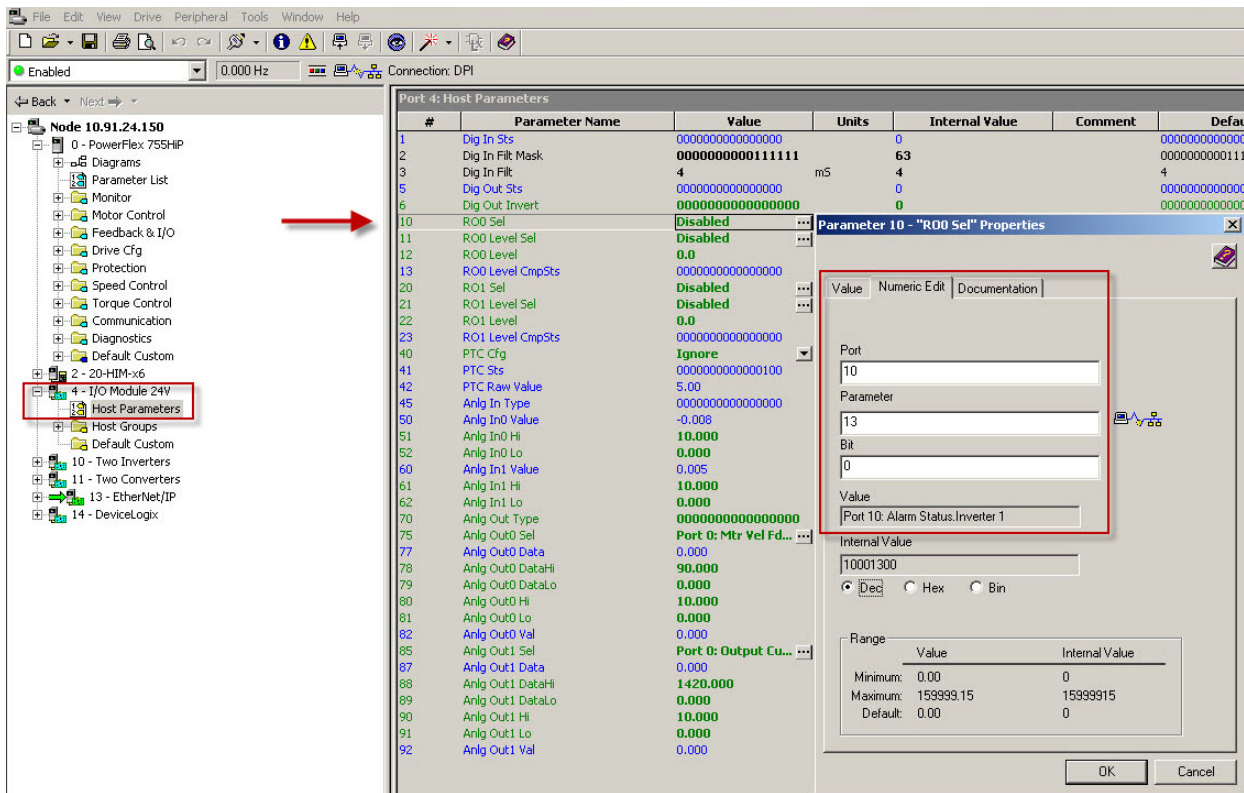 File Edit View Drive Peripheral Tools Window Help
Enabled 0.000 Hz Connection: DPI
Back Next
Node 10.91.24.150
0 - PowerFlex 755HiP
Diagrams
Parameter List
Monitor
Motor Control
Feedback & I/O
Drive Cfg
Protection
Speed Control
Torque Control
Communication
Diagnostics
Default Custom
2 - 20-HIM-x6
4 - I/O Module 24V
Host Parameters
Host Groups
Default Custom
10 - Two Inverters
11 - Two Converters
13 - EtherNet/IP
14 - DeviceLogix
Port 4: Host Parameters
# Parameter Name Value Units Internal Value Comment Defau
1 Dig In Sts 0000000000000000 0 000000000000
2 Dig In Filt Mask 0000000000111111 63 0000000000111
3 Dig In Filt 4 mS 4 4
5 Dig Out Sts 0000000000000000 0 000000000000
6 Dig Out Invert 0000000000000000 0 000000000000
10 RO0 Sel Disabled ...
11 RO0 Level Sel Disabled ...
12 RO0 Level 0.0
13 RO0 Level CmpSts 0000000000000000
20 RO1 Sel Disabled ...
21 RO1 Level Sel Disabled ...
22 RO1 Level 0.0
23 RO1 Level CmpSts 0000000000000000
40 PTC Cfg Ignore
41 PTC Sts 0000000000000100
42 PTC Raw Value 5.00
45 Anlg In Type 0000000000000000
50 Anlg In0 Value -0.008
51 Anlg In0 Hi 10.000
52 Anlg In0 Lo 0.000
60 Anlg In1 Value 0.005
61 Anlg In1 Hi 10.000
62 Anlg In1 Lo 0.000
70 Anlg Out Type 0000000000000000
75 Anlg Out0 Sel Port 0: Mtr Vel Fd... ...
77 Anlg Out0 Data 0.000
78 Anlg Out0 DataHi 90.000
79 Anlg Out0 DataLo 0.000
80 Anlg Out0 Hi 10.000
81 Anlg Out0 Lo 0.000
82 Anlg Out0 Val 0.000
85 Anlg Out1 Sel Port 0: Output Cu... ...
87 Anlg Out1 Data 0.000
88 Anlg Out1 DataHi 1420.000
89 Anlg Out1 DataLo 0.000
90 Anlg Out1 Hi 10.000
91 Anlg Out1 Lo 0.000
92 Anlg Out1 Val 0.000
Parameter 10 - "RO0 Sel" Properties
Value Numeric Edit Documentation
Port
10
Parameter
13
Bit
0
Value
Port 10: Alarm Status.Inverter 1
Internal Value
10001300
Dec Hex Bin
Range
Value Internal Value
Minimum: 0.00 0
Maximum: 159999.15 15999915
Default: 0.00 0
OK Cancel